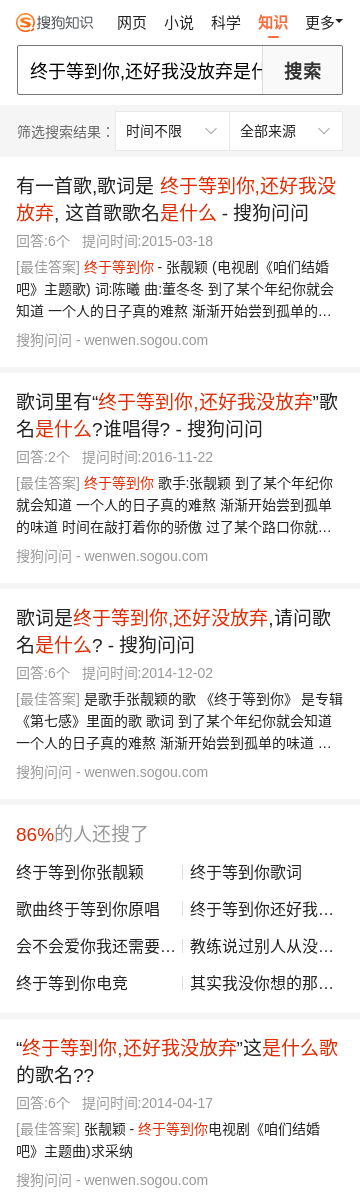 搜狗知识 网页 小说 科学 知识 更多
终于等到你,还好我没放弃是什 搜索
筛选搜索结果： 时间不限 全部来源
有一首歌,歌词是 终于等到你,还好我没
放弃, 这首歌歌名是什么 - 搜狗问问
回答:6个 提问时间:2015-03-18
[最佳答案] 终于等到你 - 张靓颖 (电视剧《咱们结婚
吧》主题歌) 词:陈曦 曲:董冬冬 到了某个年纪你就会
知道 一个人的日子真的难熬 渐渐开始尝到孤单的…
搜狗问问 - wenwen.sogou.com
歌词里有“终于等到你,还好我没放弃”歌
名是什么?谁唱得? - 搜狗问问
回答:2个 提问时间:2016-11-22
[最佳答案] 终于等到你 歌手:张靓颖 到了某个年纪你
就会知道 一个人的日子真的难熬 渐渐开始尝到孤单
的味道 时间在敲打着你的骄傲 过了某个路口你就…
搜狗问问 - wenwen.sogou.com
歌词是终于等到你,还好没放弃,请问歌
名是什么? - 搜狗问问
回答:6个 提问时间:2014-12-02
[最佳答案] 是歌手张靓颖的歌 《终于等到你》 是专辑
《第七感》里面的歌 歌词 到了某个年纪你就会知道
一个人的日子真的难熬 渐渐开始尝到孤单的味道 …
搜狗问问 - wenwen.sogou.com
86%的人还搜了
终于等到你张靓颖 终于等到你歌词
歌曲终于等到你原唱 终于等到你还好我…
会不会爱你我还需要… 教练说过别人从没…
终于等到你电竞 其实我没你想的那…
“终于等到你,还好我没放弃”这是什么歌
的歌名??
回答:6个 提问时间:2014-04-17
[最佳答案] 张靓颖 - 终于等到你电视剧《咱们结婚
吧》主题曲)求采纳
搜狗问问 - wenwen.sogou.com